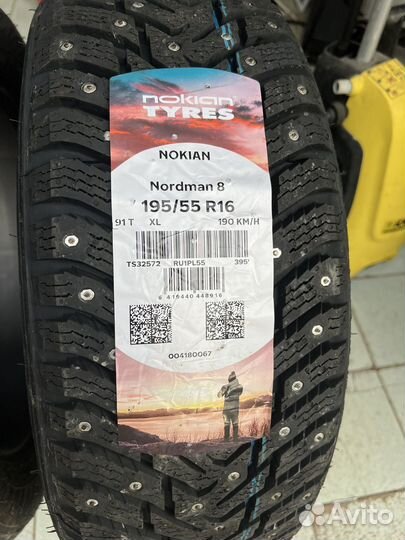 nokian
TYRES
NOKIAN
Nordman 8
195/55 R16
91 T XL 190 KM/H
TS32572 RU1PL55 395'
6 419440 448916
004180067
Avito